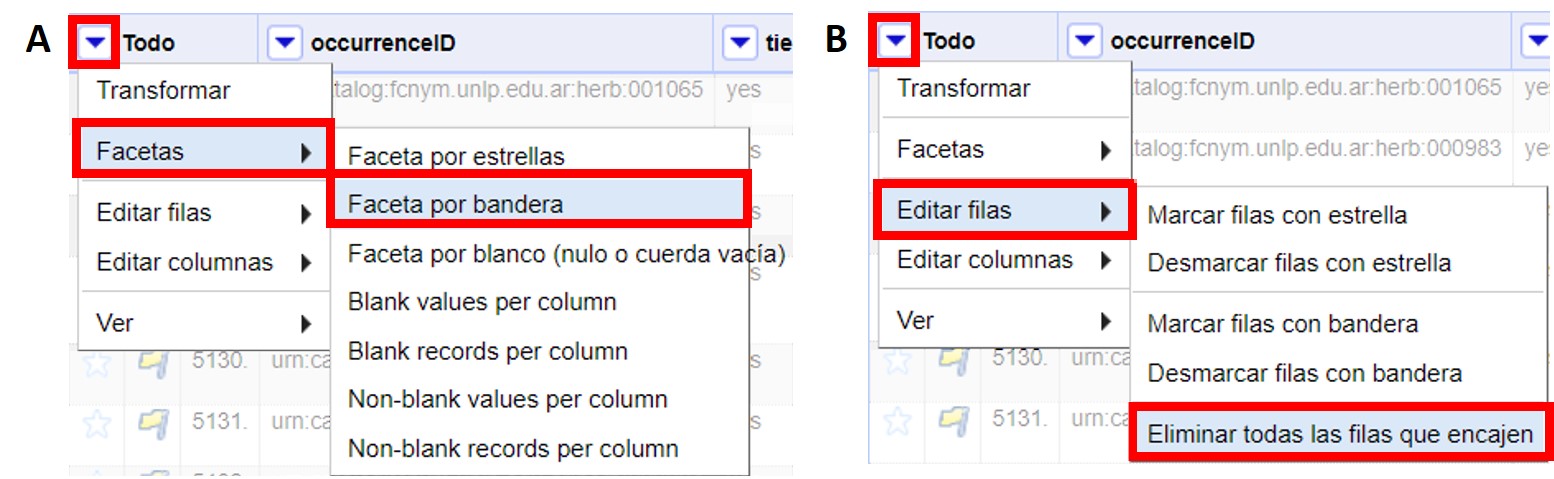 A
Todo
occurrenceID
tie
Transformar
talog:fcnym.unlp.edu.ar:herb:001065
yes
Facetas
s
Faceta por estrellas
Faceta por bandera
Editar filas
s
Faceta por blanco (nulo o cuerda vacía)
Editar columnas
s
Blank values per column
Ver
Blank records per column
5130.
urn:ca
s
Non-blank values per column
5131.
urn:ca
s
Non-blank records per column
B
Todo
occurrenceID
Transformar
talog:fcnym.unlp.edu.ar:herb:001065
ye
Facetas
talog:fcnym.unlp.edu.ar:herb:000983
ye
Editar filas
Marcar filas con estrella
Editar columnas
Desmarcar filas con estrella
Ver
Marcar filas con bandera
5130.
urn:ca
Desmarcar filas con bandera
5131.
urn:ca
Eliminar todas las filas que encajen